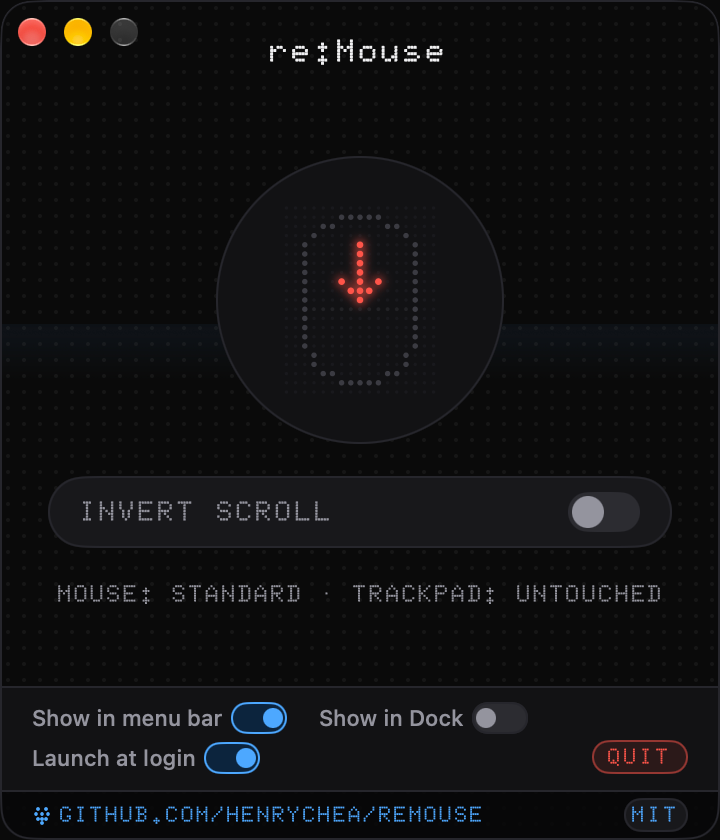 re:Mouse
INVERT SCROLL
MOUSE: STANDARD · TRACKPAD: UNTOUCHED
Show in menu bar Show in Dock
Launch at login QUIT
GITHUB.COM/HENRYCHEA/REMOUSE MIT